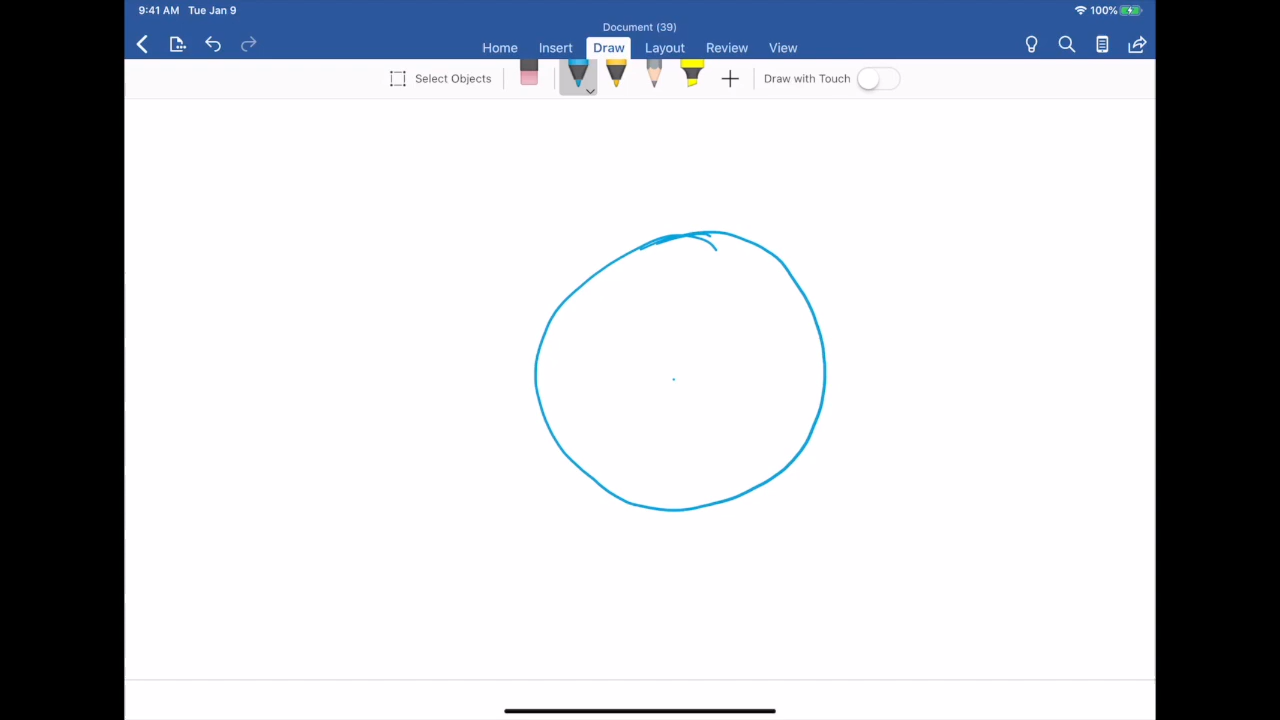 9:41 AM Tue Jan 9 100%
Document (39)
Home Insert Draw Layout Review View
Select Objects Draw with Touch